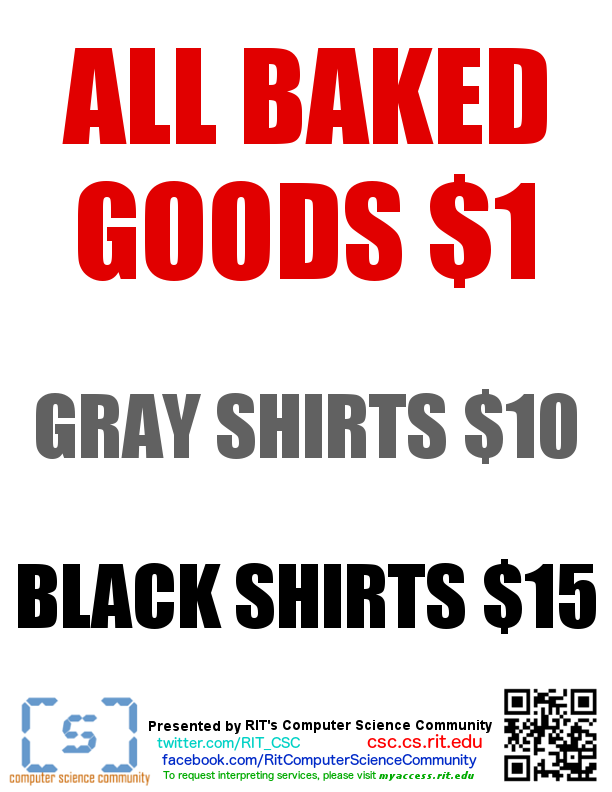 ALL BAKED
GOODS $1
GRAY SHIRTS $10
BLACK SHIRTS $15
[s]
computer science community
Presented by RIT's Computer Science Community
twitter.com/RIT_CSC csc.cs.rit.edu
facebook.com/RitComputerScienceCommunity
To request interpreting services, please visit myaccess.rit.edu